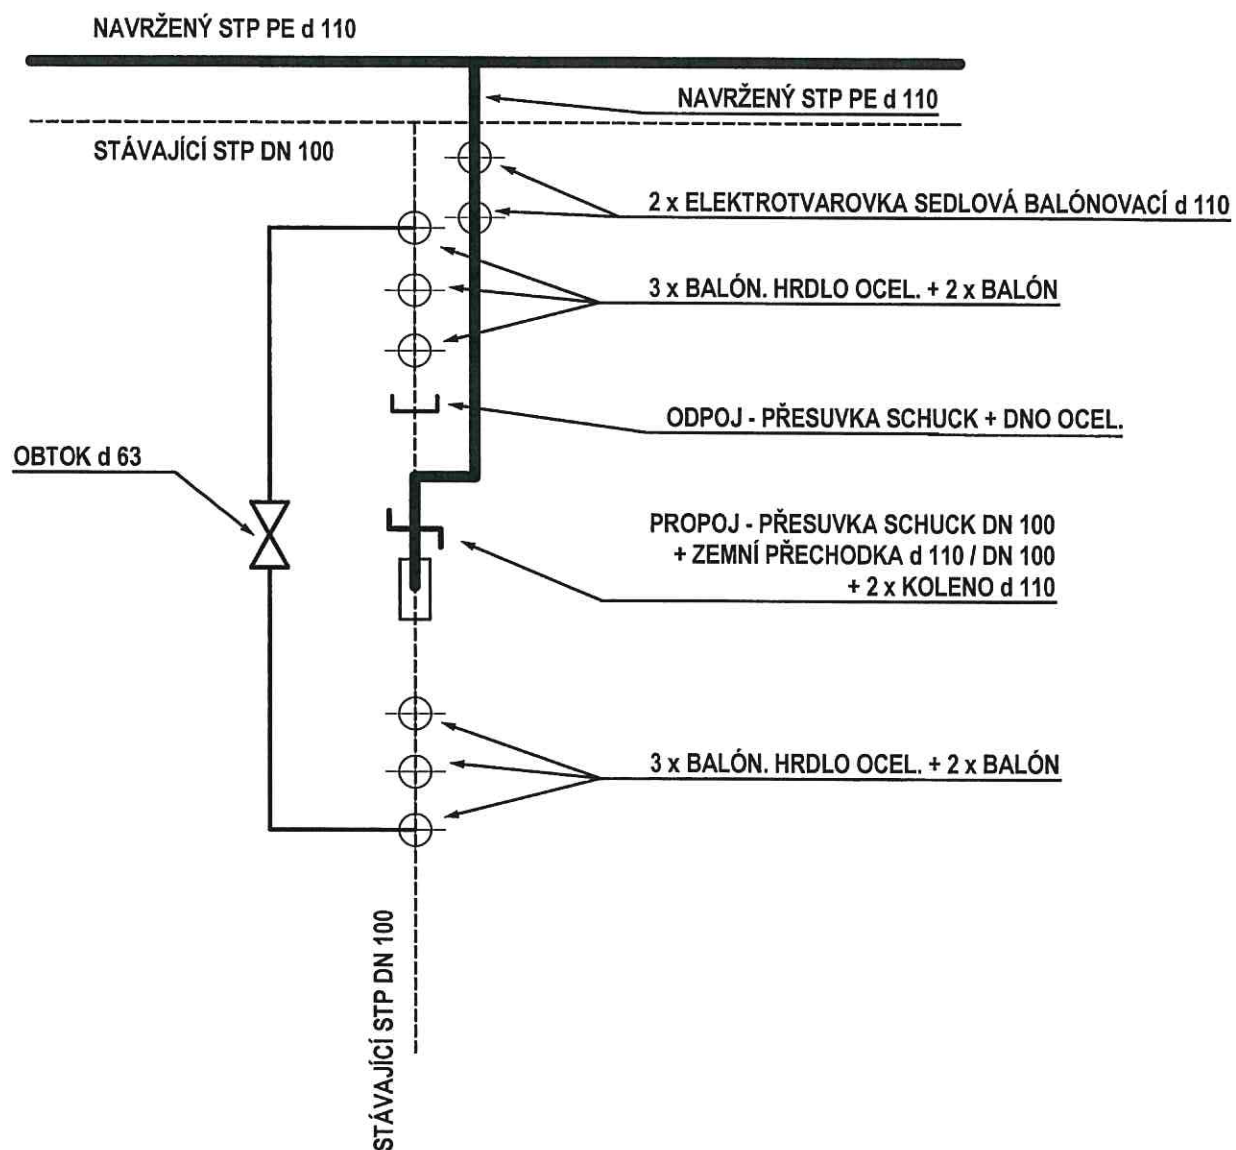 NAVRŽENÝ STP PE d 110
NAVRŽENÝ STP PE d 110
STÁVAJÍCÍ STP DN 100
2 x ELEKTROTVAROVKA SEDLOVÁ BALÓNOVACÍ d 110
3 x BALÓN. HRDLO OCEL. + 2 x BALÓN
ODPOJ - PŘESUVKA SCHUCK + DNO OCEL.
OBTOK d 63
PROPOJ - PŘESUVKA SCHUCK DN 100
+ ZEMNÍ PŘECHODKA d 110 / DN 100
+ 2 x KOLENO d 110
3 x BALÓN. HRDLO OCEL. + 2 x BALÓN
STÁVAJÍCÍ STP DN 100